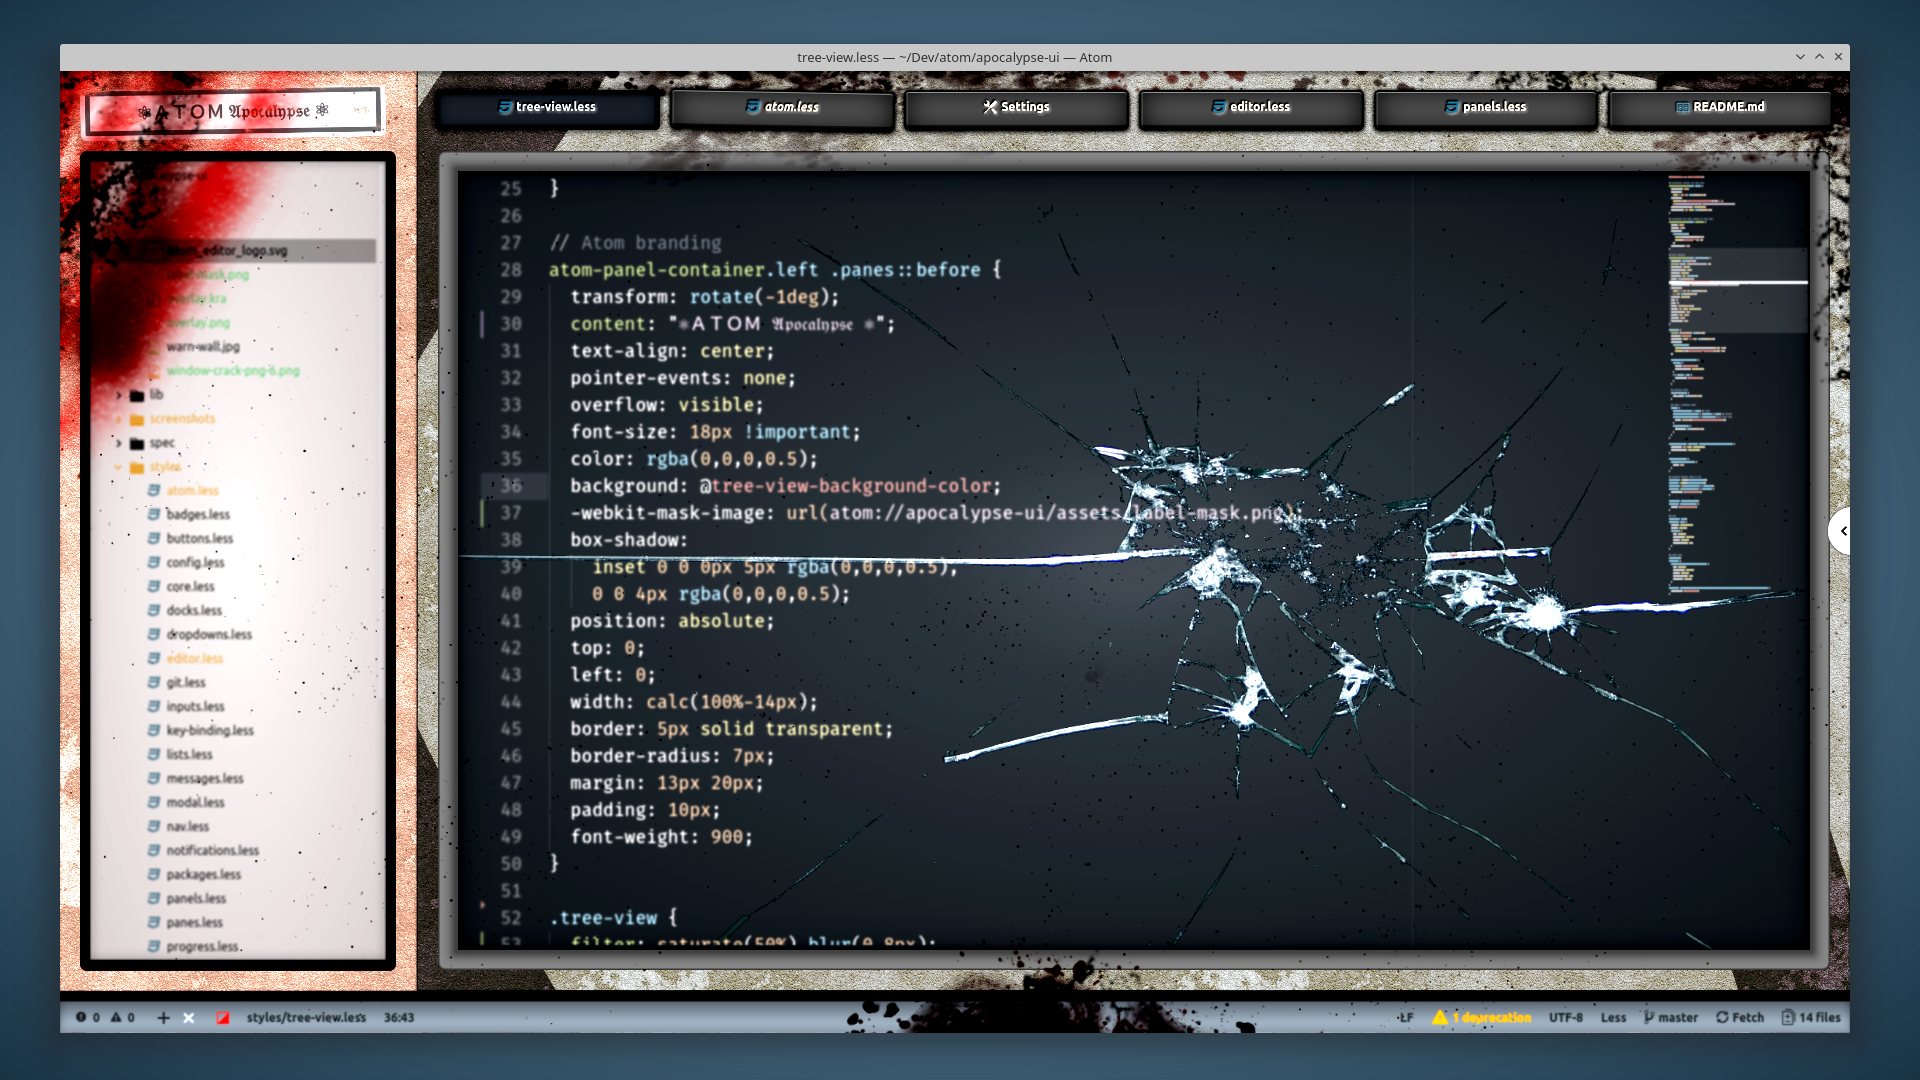 tree-view.less — ~/Dev/atom/apocalypse-ui — Atom
⚛ATOM 𝕬𝖕𝖔𝖈𝖆𝖑𝖞𝖕𝖘𝖊 ⚛
tree-view.less
atom.less
Settings
editor.less
panels.less
README.md
atom_editor_logo.svg
overlay.png
warn-wall.jpg
window-crack-png-6.png
lib
screenshots
spec
styles
atom.less
badges.less
buttons.less
config.less
core.less
docks.less
dropdowns.less
editor.less
git.less
inputs.less
key-binding.less
lists.less
messages.less
modal.less
nav.less
notifications.less
packages.less
panels.less
panes.less
progress.less
25 }
26
27 // Atom branding
28 atom-panel-container.left .panes::before {
29 transform: rotate(-1deg);
30 content: "⚛ATOM 𝕬𝖕𝖔𝖈𝖆𝖑𝖞𝖕𝖘𝖊 ⚛";
31 text-align: center;
32 pointer-events: none;
33 overflow: visible;
34 font-size: 18px !important;
35 color: rgba(0,0,0,0.5);
36 background: @tree-view-background-color;
37 -webkit-mask-image: url(atom://apocalypse-ui/assets/label-mask.png);
38 box-shadow:
39 inset 0 0 0px 5px rgba(0,0,0,0.5),
40 0 0 4px rgba(0,0,0,0.5);
41 position: absolute;
42 top: 0;
43 left: 0;
44 width: calc(100%-14px);
45 border: 5px solid transparent;
46 border-radius: 7px;
47 margin: 13px 20px;
48 padding: 10px;
49 font-weight: 900;
50 }
51
52 .tree-view {
53 filter: saturate(50%) blur(0.8px);
0 0 styles/tree-view.less 36:43 LF 1 deprecation UTF-8 Less master Fetch 14 files